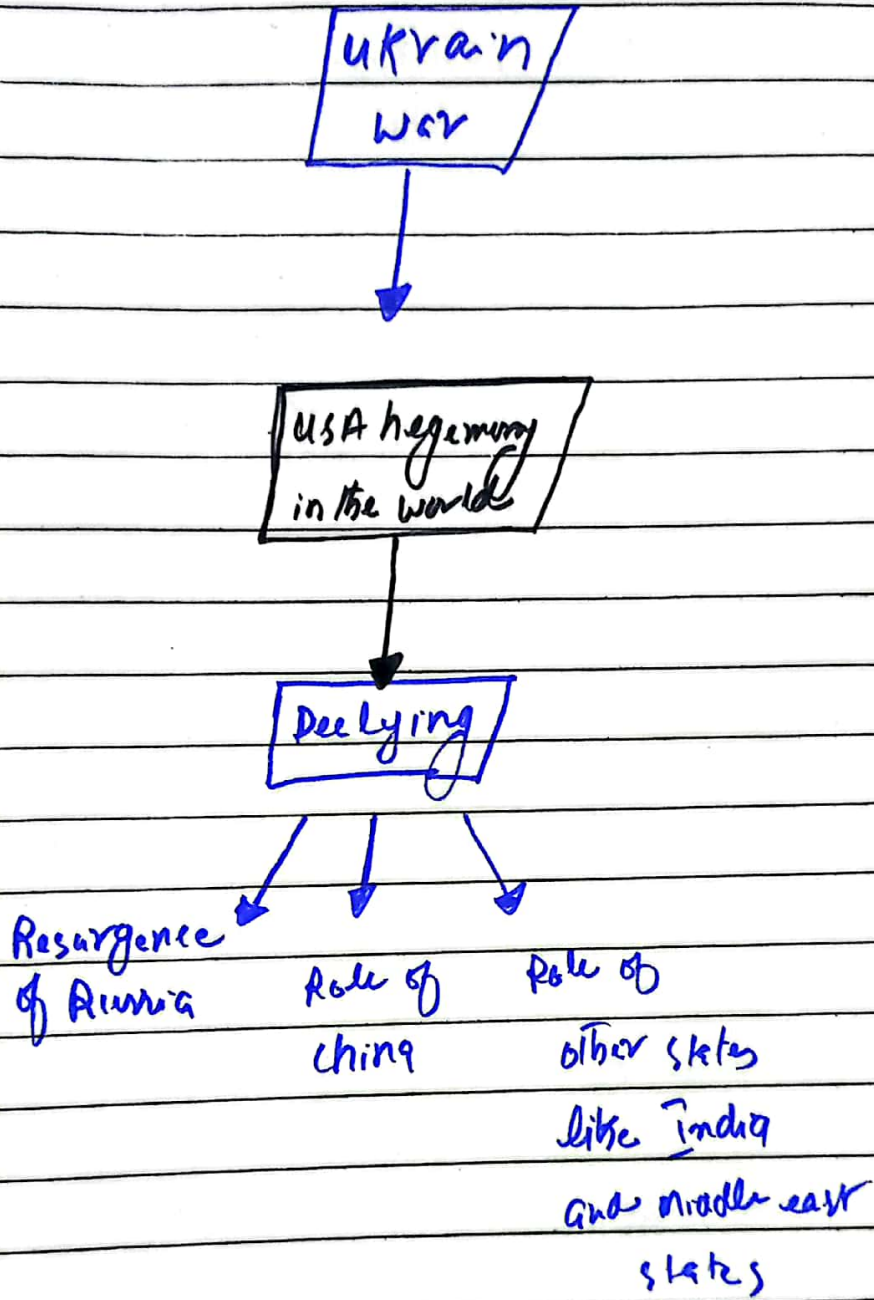 Ukrain
war
USA hegemony
in the world
Deelying
Resurgence
of Russia
Role of
china
Role of
other states
like India
and middle east
states